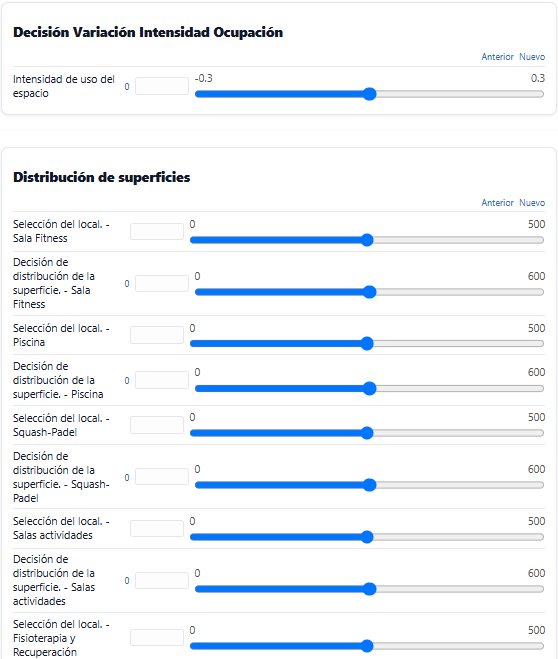 Decisión Variación Intensidad Ocupación
Anterior Nuevo
Intensidad de uso del espacio 0 -0.3 0.3
Distribución de superficies
Anterior Nuevo
Selección del local. - Sala Fitness 0 500
Decisión de distribución de la superficie. - Sala Fitness 0 0 600
Selección del local. - Piscina 0 500
Decisión de distribución de la superficie. - Piscina 0 0 600
Selección del local. - Squash-Padel 0 500
Decisión de distribución de la superficie. - Squash-Padel 0 0 600
Selección del local. - Salas actividades 0 500
Decisión de distribución de la superficie. - Salas actividades 0 0 600
Selección del local. - Fisioterapia y Recuperación 0 500